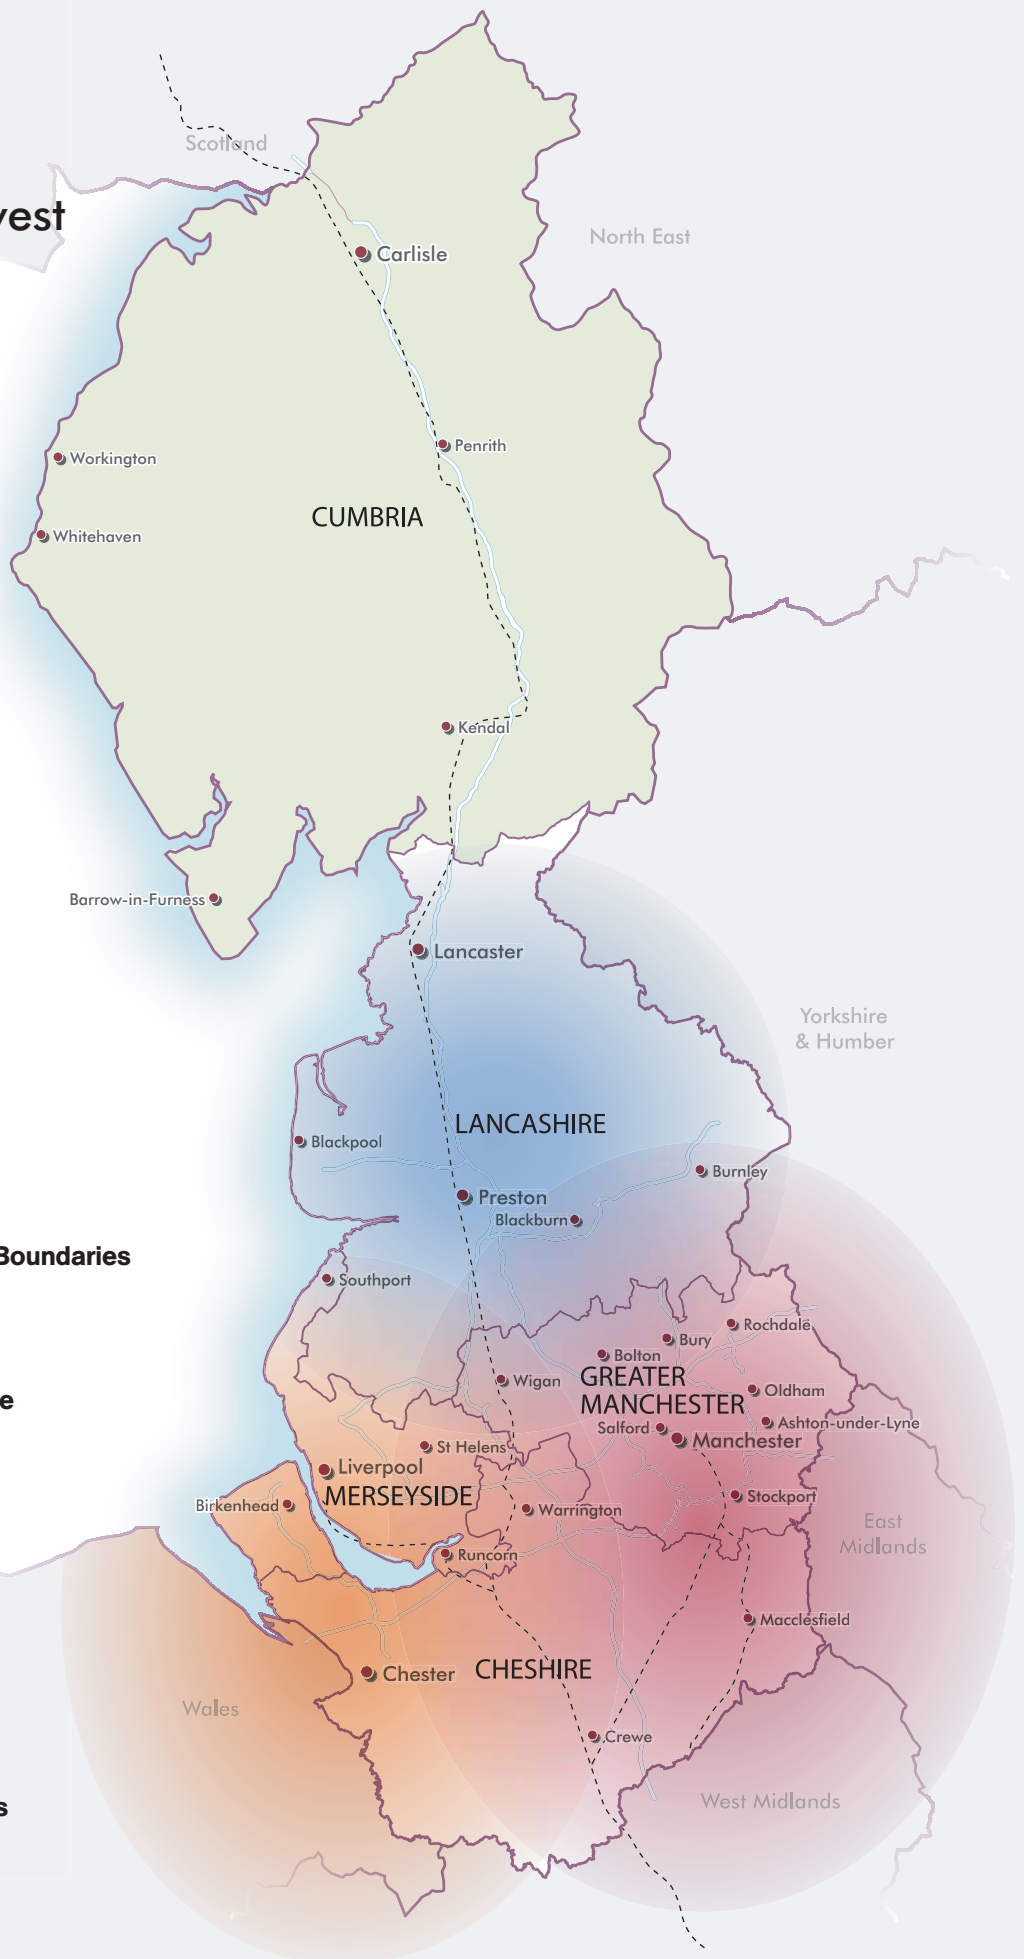 Scotland
vest
North East
Carlisle
Penrith
Workington
CUMBRIA
Whitehaven
Kendal
Barrow-in-Furness
Lancaster
Yorkshire
& Humber
LANCASHIRE
Blackpool
Burnley
Preston
Blackburn
Boundaries
Southport
Rochdale
Bury
Bolton
GREATER
MANCHESTER
Wigan
Oldham
e
Ashton-under-Lyne
Salford
Manchester
St Helens
Liverpool
MERSEYSIDE
Birkenhead
Stockport
Warrington
East
Midlands
Runcorn
Macclesfield
Chester
CHESHIRE
Wales
Crewe
West Midlands
s